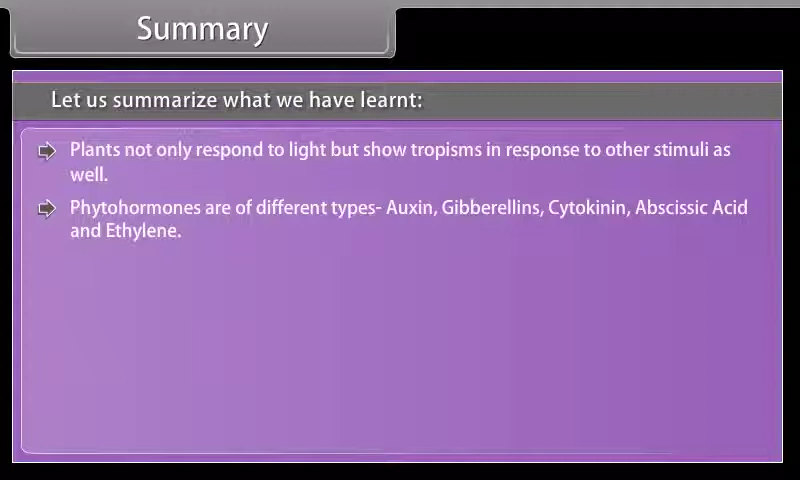 Summary
Let us summarize what we have learnt:
Plants not only respond to light but show tropisms in response to other stimuli as
well.
Phytohormones are of different types- Auxin, Gibberellins, Cytokinin, Abscissic Acid
and Ethylene.